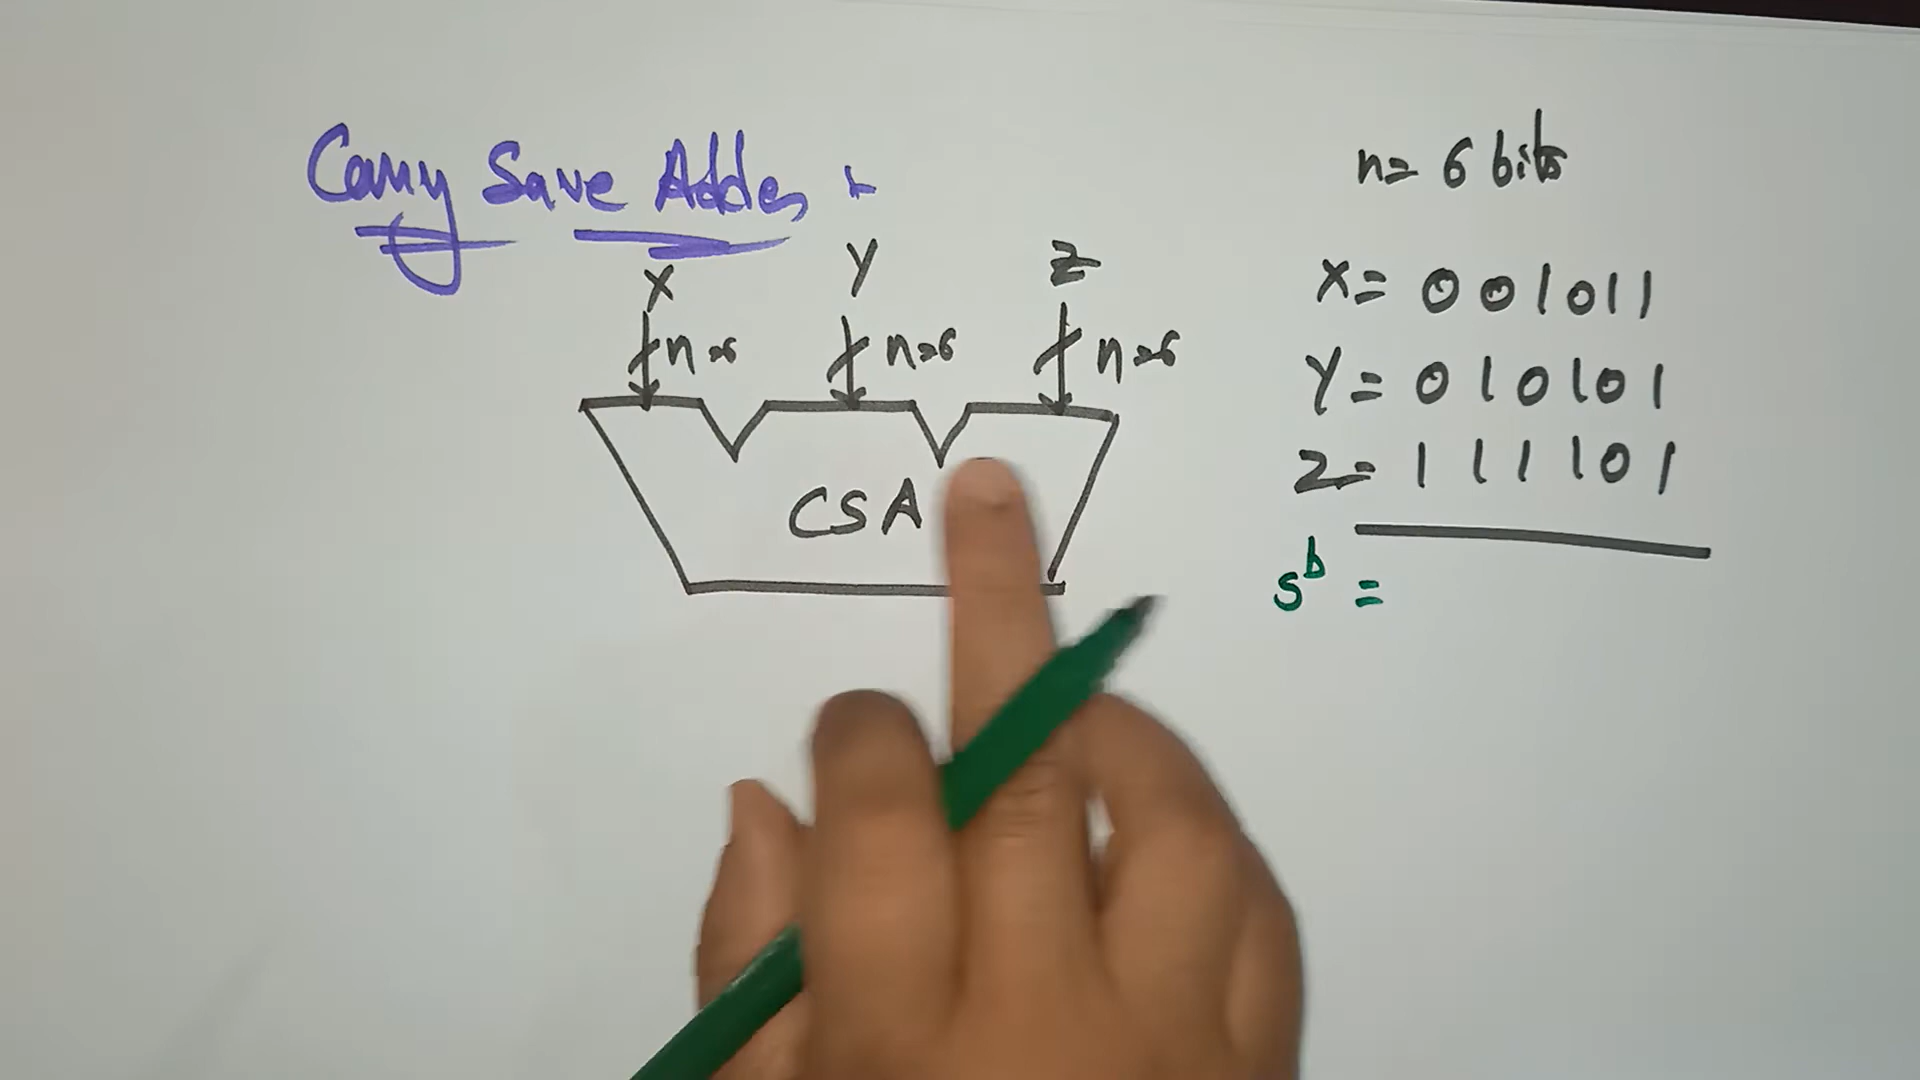 Carry Save Adder :-
X Y Z
n=6 n=6 n=6
CSA
n= 6 bits
X= 001011
Y= 010101
Z= 111101
S^b =